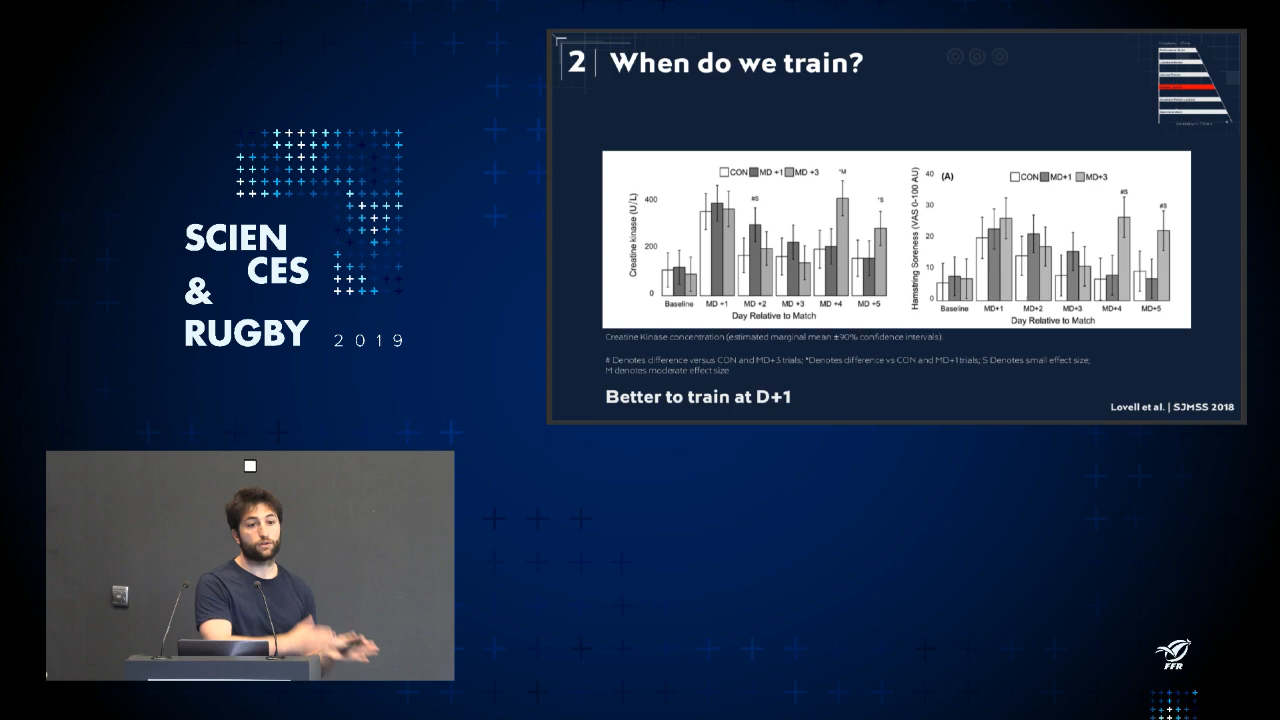 SCIEN
CES
&
RUGBY 2019
2 When do we train?
CON MD +1 MD +3
Creatine kinase (U/L)
400
200
0
*M
#S
*S
Baseline MD +1 MD +2 MD +3 MD +4 MD +5
Day Relative to Match
(A)
CON MD+1 MD+3
Hamstring Soreness (VAS 0-100 AU)
40
30
20
10
0
#S
#S
Baseline MD+1 MD+2 MD+3 MD+4 MD+5
Day Relative to Match
Creatine Kinase concentration (estimated marginal mean ±90% confidence intervals).
# Denotes difference versus CON and MD+3 trials; *Denotes difference vs CON and MD+1 trials; S Denotes small effect size;
M denotes moderate effect size
Better to train at D+1
Lovell et al. | SJMSS 2018
FFR